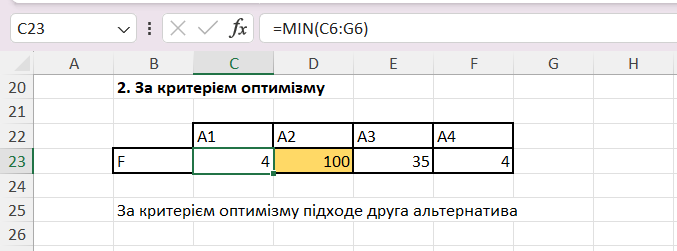 C23 fx =MIN(C6:G6)
A B C D E F G H
20 2. За критерієм оптимізму
21
22 A1 A2 A3 A4
23 F 4 100 35 4
24
25 За критерієм оптимізму підходе друга альтернатива
26